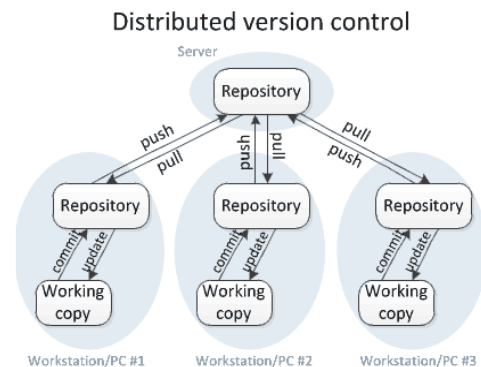 Distributed version control
Server
Repository
push
pull
push
pull
pull
push
Repository
Repository
Repository
commit
update
commit
update
commit
update
Working
copy
Working
copy
Working
copy
Workstation/PC #1
Workstation/PC #2
Workstation/PC #3